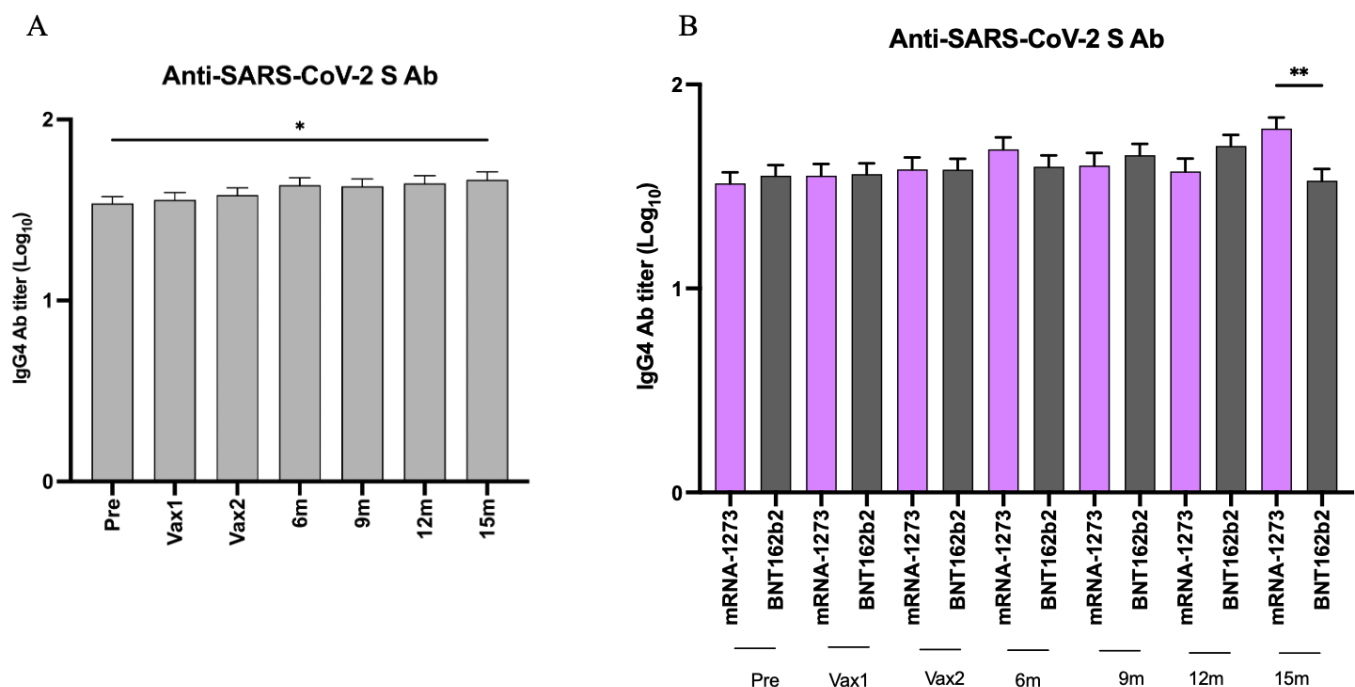 A
Anti-SARS-CoV-2 S Ab
*
IgG4 Ab titer (Log10)
2
1
0
Pre
Vax1
Vax2
6m
9m
12m
15m
B
Anti-SARS-CoV-2 S Ab
**
IgG4 Ab titer (Log10)
2
1
0
mRNA-1273
BNT162b2
mRNA-1273
BNT162b2
mRNA-1273
BNT162b2
mRNA-1273
BNT162b2
mRNA-1273
BNT162b2
mRNA-1273
BNT162b2
mRNA-1273
BNT162b2
Pre
Vax1
Vax2
6m
9m
12m
15m